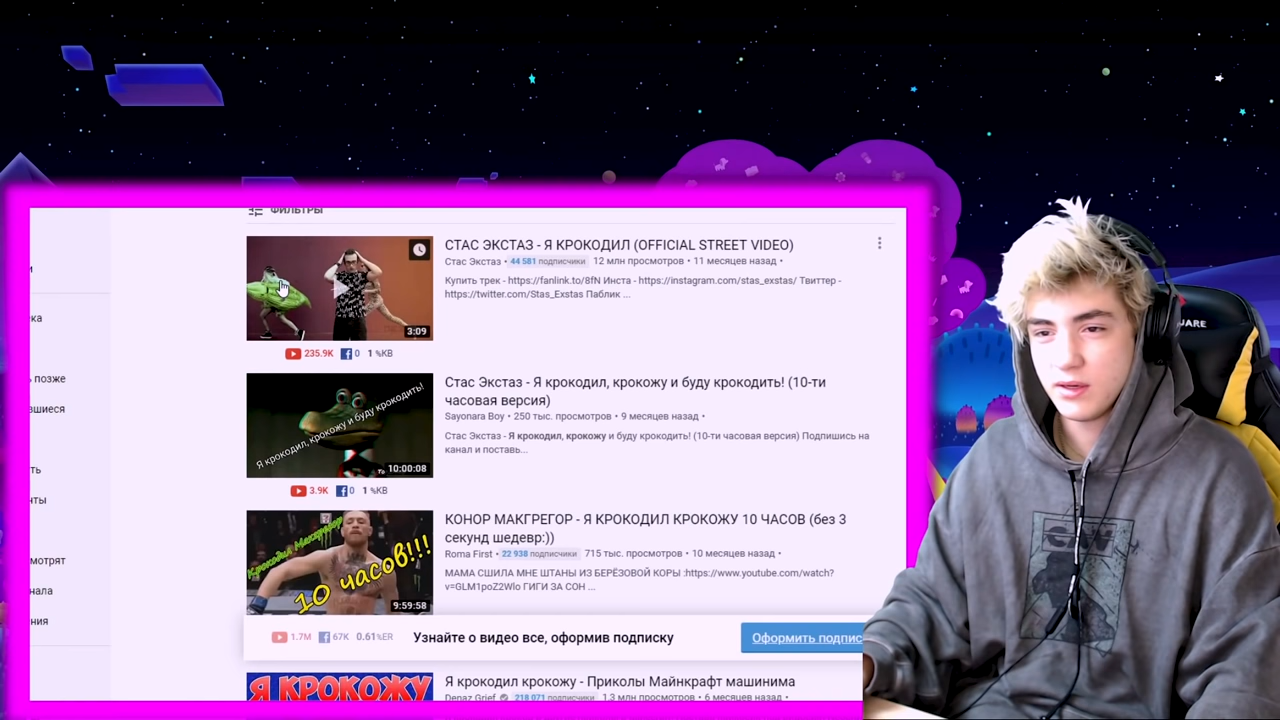 ФИЛЬТРЫ
СТАС ЭКСТАЗ - Я КРОКОДИЛ (OFFICIAL STREET VIDEO)
Стас Экстаз • 44 581 подписчики 12 млн просмотров • 11 месяцев назад •
Купить трек - https://fanlink.to/8fN Инста - https://instagram.com/stas_exstas/ Твиттер -
https://twitter.com/Stas_Exstas Паблик ...
3:09
235.9K 0 1 %KB
Стас Экстаз - Я крокодил, крокожу и буду крокодить! (10-ти
часовая версия)
Sayonara Boy • 250 тыс. просмотров • 9 месяцев назад •
Стас Экстаз - Я крокодил, крокожу и буду крокодить! (10-ти часовая версия) Подпишись на
канал и поставь...
Я крокодил, крокожу и буду крокодить!
10:00:08
3.9K 0 1 %KB
КОНОР МАКГРЕГОР - Я КРОКОДИЛ КРОКОЖУ 10 ЧАСОВ (без 3
секунд шедевр:))
Roma First • 22 938 подписчики 715 тыс. просмотров • 10 месяцев назад •
МАМА СШИЛА МНЕ ШТАНЫ ИЗ БЕРЁЗОВОЙ КОРЫ :https://www.youtube.com/watch?
v=GLM1poZ2Wlo ГИГИ ЗА СОН ...
Крокодил Макгрегор
10 часов!!!
9:59:58
1.7M 67K 0.61%ER
Узнайте о видео все, оформив подписку
Оформить подпис
Я КРОКОЖУ
Я крокодил крокожу - Приколы Майнкрафт машинима
Denaz Grief 218 071 подписчики 1,3 млн просмотров • 6 месяцев назад •
и
ка
ь позже
вшиеся
ть
нты
мотрят
нала
ния
UARE